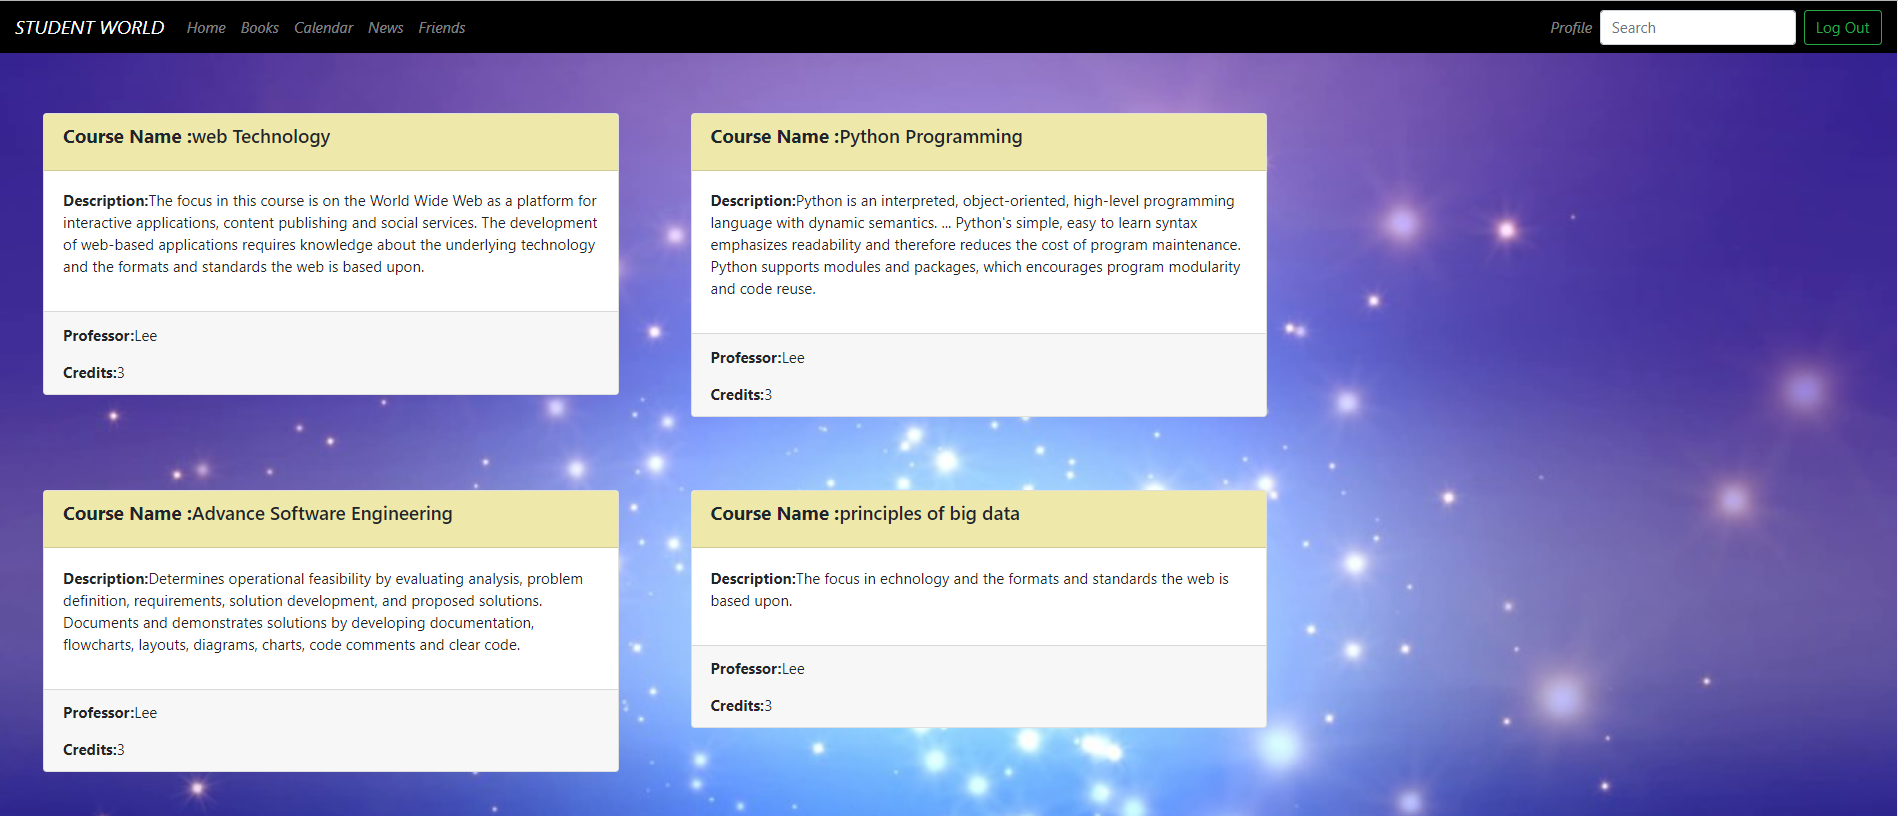 STUDENT WORLD Home Books Calendar News Friends Profile Search Log Out
Course Name :web Technology
Description:The focus in this course is on the World Wide Web as a platform for
interactive applications, content publishing and social services. The development
of web-based applications requires knowledge about the underlying technology
and the formats and standards the web is based upon.
Professor:Lee
Credits:3
Course Name :Python Programming
Description:Python is an interpreted, object-oriented, high-level programming
language with dynamic semantics. ... Python's simple, easy to learn syntax
emphasizes readability and therefore reduces the cost of program maintenance.
Python supports modules and packages, which encourages program modularity
and code reuse.
Professor:Lee
Credits:3
Course Name :Advance Software Engineering
Description:Determines operational feasibility by evaluating analysis, problem
definition, requirements, solution development, and proposed solutions.
Documents and demonstrates solutions by developing documentation,
flowcharts, layouts, diagrams, charts, code comments and clear code.
Professor:Lee
Credits:3
Course Name :principles of big data
Description:The focus in echnology and the formats and standards the web is
based upon.
Professor:Lee
Credits:3